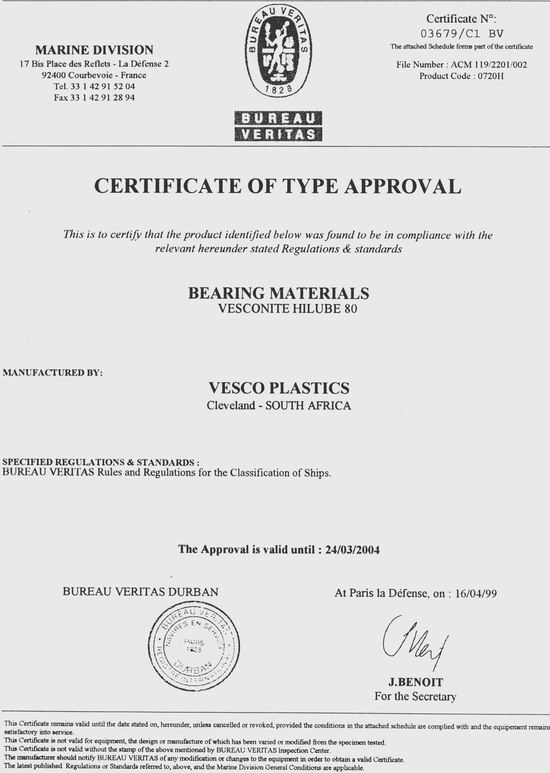 BUREAU VERITAS
1828
MARINE DIVISION
17 Bis Place des Reflets - La Défense 2
92400 Courbevoie - France
Tel. 33 1 42 91 52 04
Fax 33 1 42 91 28 94
BUREAU
VERITAS
Certificate N°:
03679/C1 BV
The attached Schedule forms part of the certificate
File Number : ACM 119/2201/002
Product Code : 0720H
CERTIFICATE OF TYPE APPROVAL
This is to certify that the product identified below was found to be in compliance with the
relevant hereunder stated Regulations & standards
BEARING MATERIALS
VESCONITE HILUBE 80
MANUFACTURED BY:
VESCO PLASTICS
Cleveland - SOUTH AFRICA
SPECIFIED REGULATIONS & STANDARDS :
BUREAU VERITAS Rules and Regulations for the Classification of Ships.
The Approval is valid until : 24/03/2004
BUREAU VERITAS DURBAN
At Paris la Défense, on : 16/04/99
BUREAU VERITAS
NAVIRES EN SERVICE
PARIS
1828
DURBAN
REGISTRE INTERNATIONAL
J.BENOIT
For the Secretary
This Certificate remains valid until the date stated on, hereunder, unless cancelled or revoked, provided the conditions in the attached schedule are complied with and the equipment remains
satisfactory into service.
This Certificate is not valid for equipment, the design or manufacture of which has been varied or modified from the specimen tested.
This Certificate is not valid without the stamp of the above mentioned by BUREAU VERITAS Inspection Center.
The manufacturer should notify BUREAU VERITAS of any modification or changes to the equipment in order to obtain a valid Certificate.
The latest published Regulations or Standards referred to, above, and the Marine Division General Conditions are applicable.